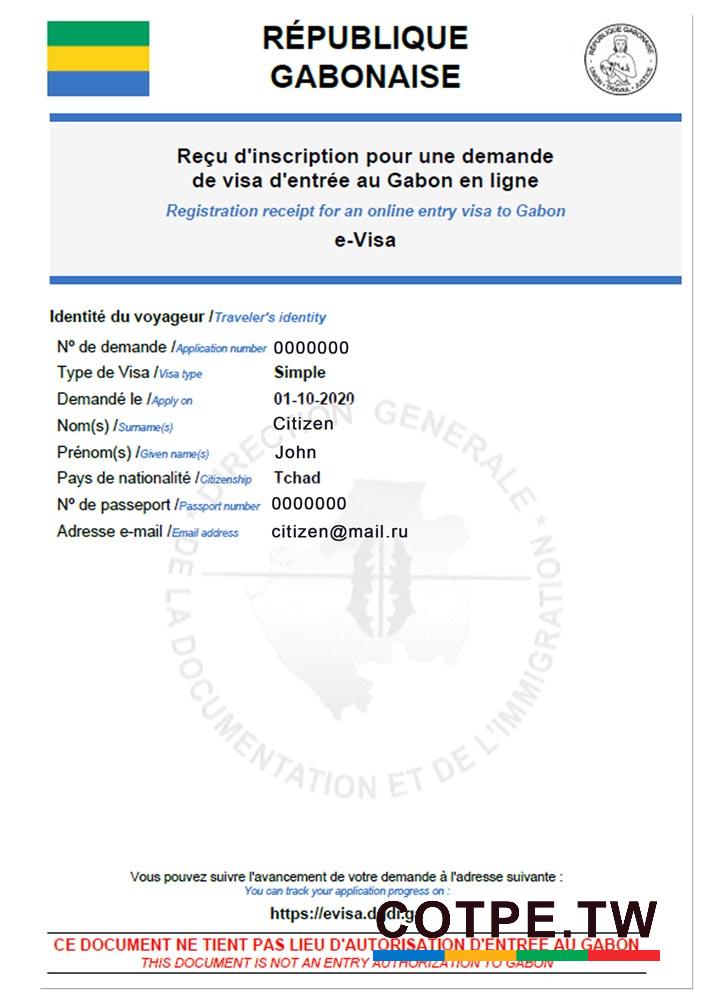 RÉPUBLIQUE
GABONAISE
RÉPUBLIQUE GABONAISE
UNION • TRAVAIL • JUSTICE
Reçu d'inscription pour une demande
de visa d'entrée au Gabon en ligne
Registration receipt for an online entry visa to Gabon
e-Visa
Identité du voyageur /Traveler's identity
Nº de demande /Application number 0000000
Type de Visa /Visa type Simple
Demandé le /Apply on 01-10-2020
Nom(s) /Surname(s) Citizen
Prénom(s) /Given name(s) John
Pays de nationalité /Citizenship Tchad
Nº de passeport /Passport number 0000000
Adresse e-mail /Email address citizen@mail.ru
* DIRECTION GENERALE *
DE LA DOCUMENTATION ET DE L'IMMIGRATION
Vous pouvez suivre l'avancement de votre demande à l'adresse suivante :
You can track your application progress on :
https://evisa.dgdi.g
COTPE.TW
CE DOCUMENT NE TIENT PAS LIEU D'AUTORISATION D'ENTRÉE AU GABON
THIS DOCUMENT IS NOT AN ENTRY AUTHORIZATION TO GABON